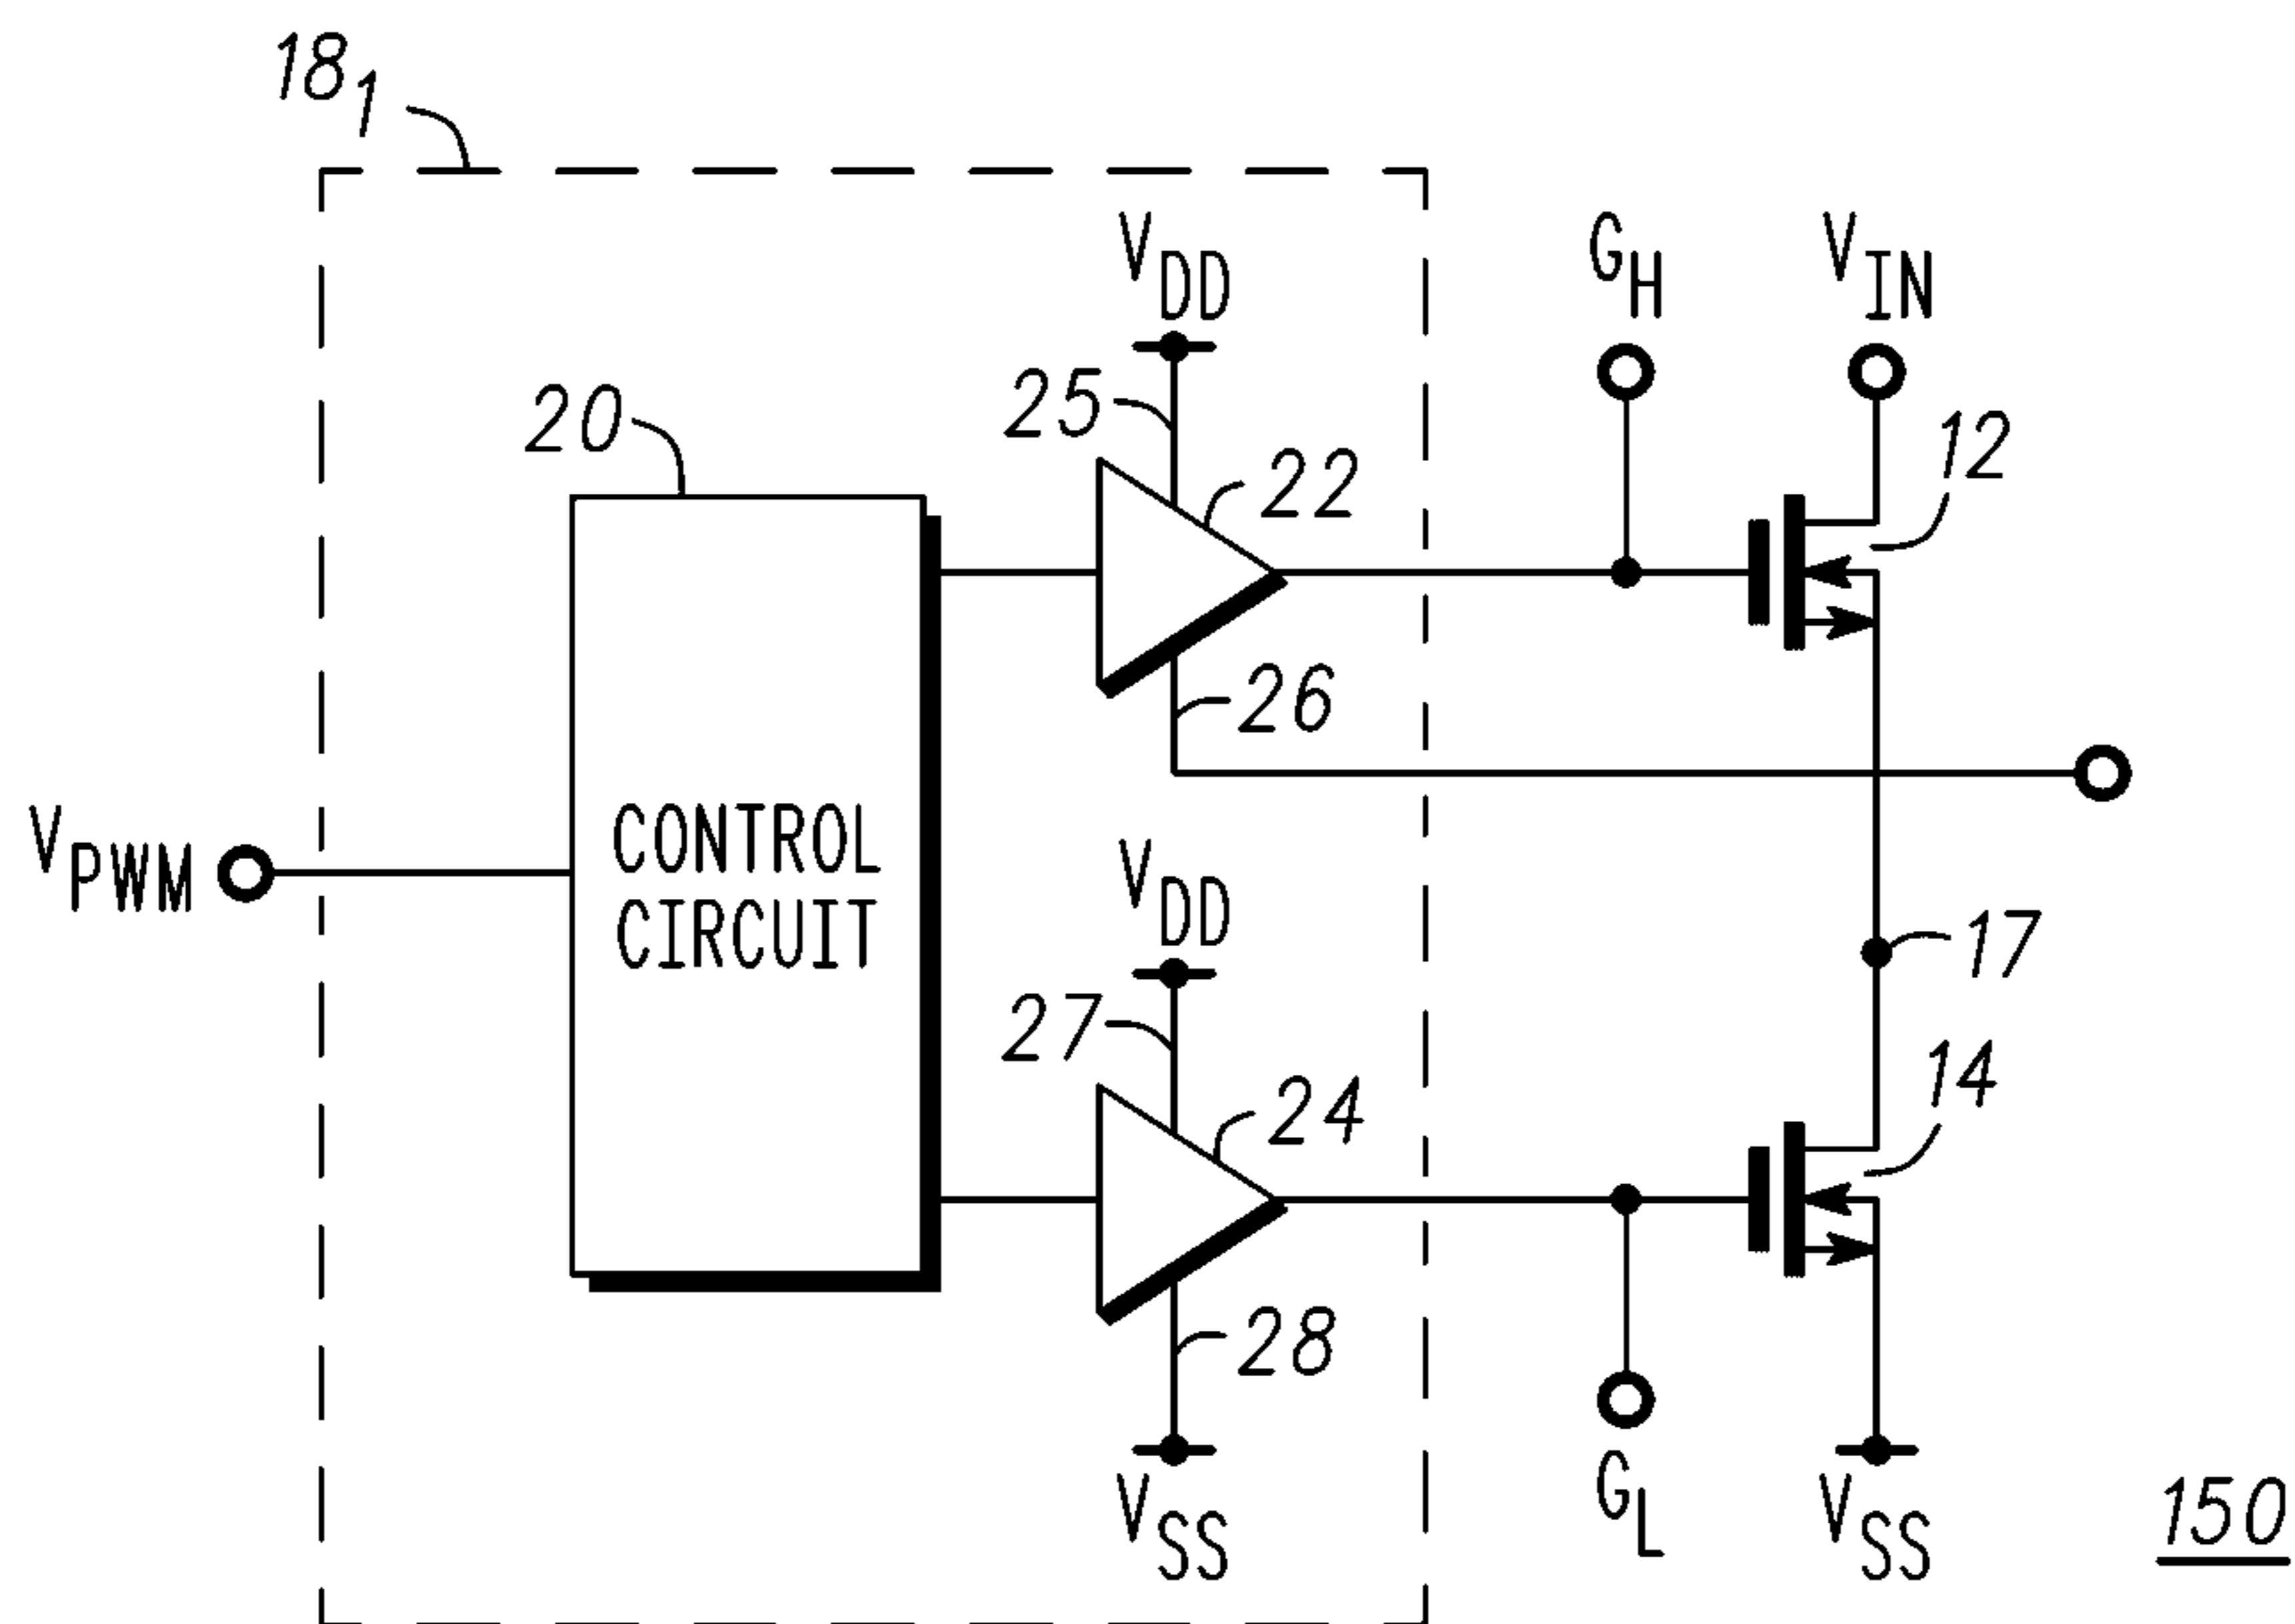 18₁
V_DD
G_H
V_IN
25
20
22
12
26
V_PWM
CONTROL
CIRCUIT
V_DD
17
27
24
14
28
V_SS
G_L
V_SS
150